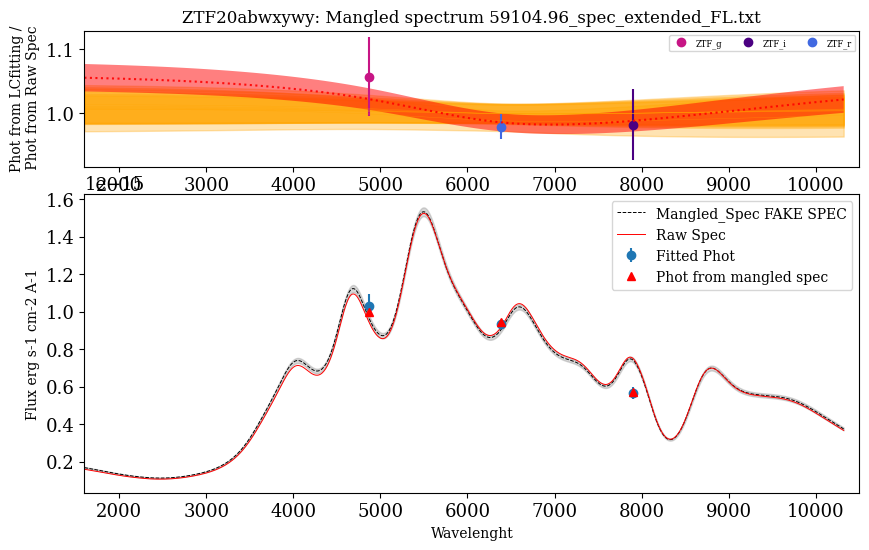 ZTF20abwxywy: Mangled spectrum 59104.96_spec_extended_FL.txt
Phot from LCfitting /
Phot from Raw Spec
1.1
1.0
ZTF_g
ZTF_i
ZTF_r
2000 3000 4000 5000 6000 7000 8000 9000 10000
1e−15
Flux erg s-1 cm-2 A-1
1.6
1.4
1.2
1.0
0.8
0.6
0.4
0.2
Mangled_Spec FAKE SPEC
Raw Spec
Fitted Phot
Phot from mangled spec
2000 3000 4000 5000 6000 7000 8000 9000 10000
Wavelenght